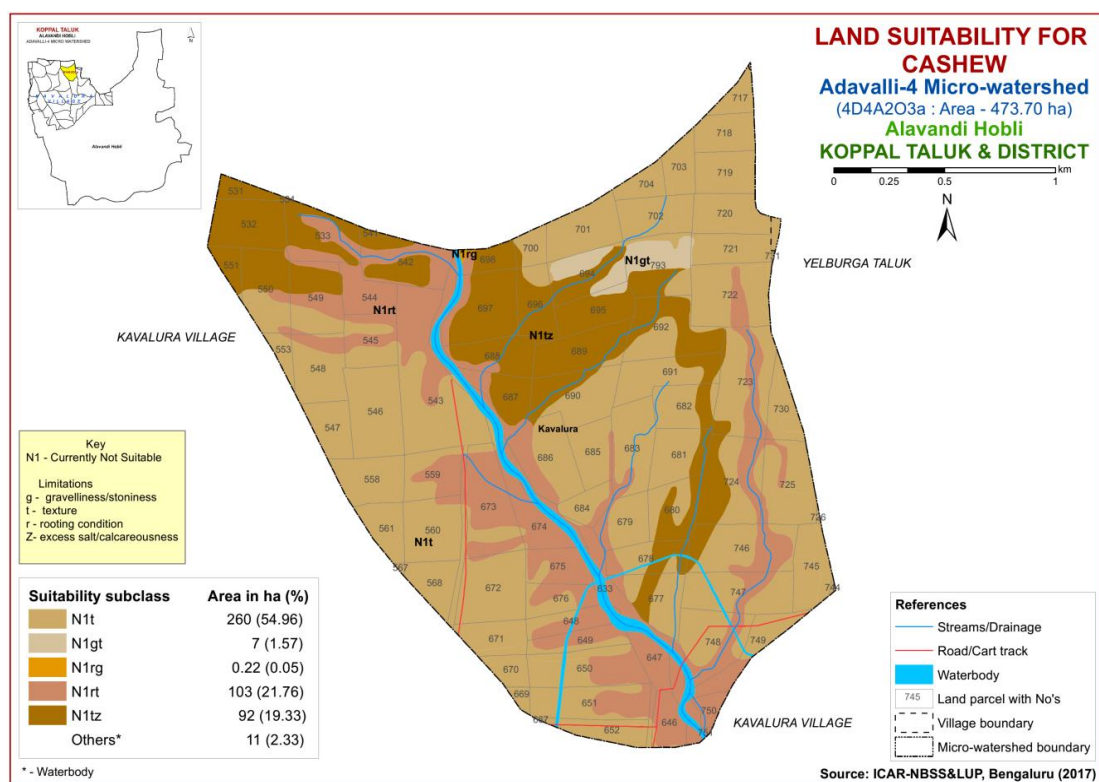 KOPPAL TALUK
ALAVANDI HOBLI
ADAVALLI-4 MICRO WATERSHED
N
Alavandi Hobli
LAND SUITABILITY FOR
CASHEW
Adavalli-4 Micro-watershed
(4D4A2O3a : Area - 473.70 ha)
Alavandi Hobli
KOPPAL TALUK & DISTRICT
0 0.25 0.5 1 km
N
YELBURGA TALUK
KAVALURA VILLAGE
717
718
703
719
704
531
702
720
532
533
701
700
721
541
542
N1rg
698
694
N1gt
793
731
551
550
549
544
N1rt
697
696
695
722
692
545
N1tz
553
548
688
689
691
543
687
690
723
546
682
730
547
Kavalura
686
685
683
681
558
559
724
725
673
684
680
561
560
674
679
726
N1t
746
567
568
675
678
745
672
676
633
677
747
744
648
671
649
748
749
647
670
650
669
651
750
667
652
646
KAVALURA VILLAGE
Key
N1 - Currently Not Suitable
Limitations
g - gravelliness/stoniness
t - texture
r - rooting condition
Z- excess salt/calcareousness
Suitability subclass Area in ha (%)
N1t 260 (54.96)
N1gt 7 (1.57)
N1rg 0.22 (0.05)
N1rt 103 (21.76)
N1tz 92 (19.33)
Others* 11 (2.33)
* - Waterbody
References
Streams/Drainage
Road/Cart track
Waterbody
745 Land parcel with No's
Village boundary
Micro-watershed boundary
Source: ICAR-NBSS&LUP, Bengaluru (2017)